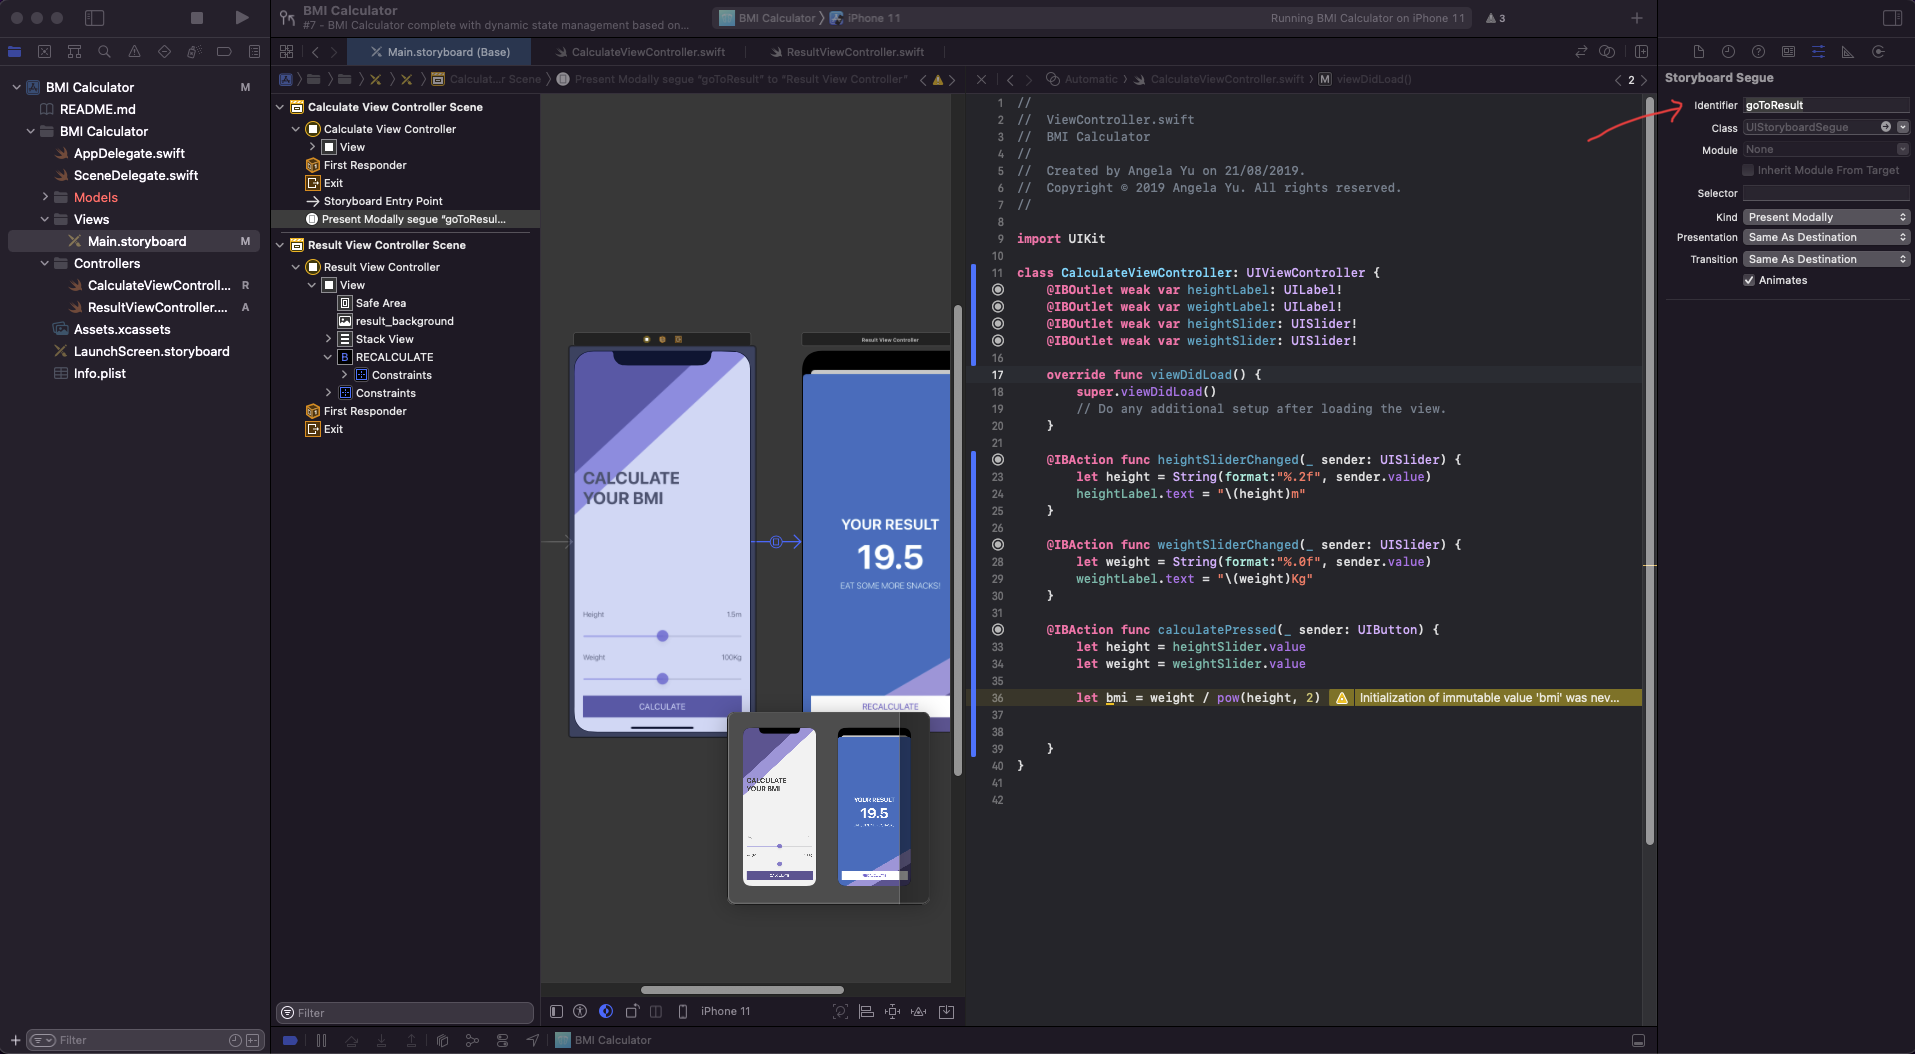 BMI Calculator
#7 - BMI Calculator complete with dynamic state management based on...
BMI Calculator
iPhone 11
Running BMI Calculator on iPhone 11
3
Main.storyboard (Base)
CalculateViewController.swift
ResultViewController.swift
BMI Calculator M
README.md
BMI Calculator
AppDelegate.swift
SceneDelegate.swift
Models
Views
Main.storyboard M
Controllers
CalculateViewControll... R
ResultViewController.... A
Assets.xcassets
LaunchScreen.storyboard
Info.plist
Filter
Calculat...r Scene
Present Modally segue "goToResult" to "Result View Controller"
Calculate View Controller Scene
Calculate View Controller
View
First Responder
Exit
Storyboard Entry Point
Present Modally segue "goToResul...
Result View Controller Scene
Result View Controller
View
Safe Area
result_background
Stack View
B RECALCULATE
Constraints
Constraints
First Responder
Exit
Filter
CALCULATE
YOUR BMI
Height 1.5m
Weight 100Kg
CALCULATE
Result View Controller
YOUR RESULT
19.5
EAT SOME MORE SNACKS!
RECALCULATE
CALCULATE
YOUR BMI
YOUR RESULT
19.5
iPhone 11
BMI Calculator
Automatic
CalculateViewController.swift
M viewDidLoad()
2
1 //
2 // ViewController.swift
3 // BMI Calculator
4 //
5 // Created by Angela Yu on 21/08/2019.
6 // Copyright © 2019 Angela Yu. All rights reserved.
7 //
8
9 import UIKit
10
11 class CalculateViewController: UIViewController {
@IBOutlet weak var heightLabel: UILabel!
@IBOutlet weak var weightLabel: UILabel!
@IBOutlet weak var heightSlider: UISlider!
@IBOutlet weak var weightSlider: UISlider!
16
17 override func viewDidLoad() {
18 super.viewDidLoad()
19 // Do any additional setup after loading the view.
20 }
21
@IBAction func heightSliderChanged(_ sender: UISlider) {
23 let height = String(format:"%.2f", sender.value)
24 heightLabel.text = "\(height)m"
25 }
26
@IBAction func weightSliderChanged(_ sender: UISlider) {
28 let weight = String(format:"%.0f", sender.value)
29 weightLabel.text = "\(weight)Kg"
30 }
31
@IBAction func calculatePressed(_ sender: UIButton) {
33 let height = heightSlider.value
34 let weight = weightSlider.value
35
36 let bmi = weight / pow(height, 2) Initialization of immutable value 'bmi' was nev...
37
38
39 }
40 }
41
42
Storyboard Segue
Identifier goToResult
Class UIStoryboardSegue
Module None
Inherit Module From Target
Selector
Kind Present Modally
Presentation Same As Destination
Transition Same As Destination
Animates